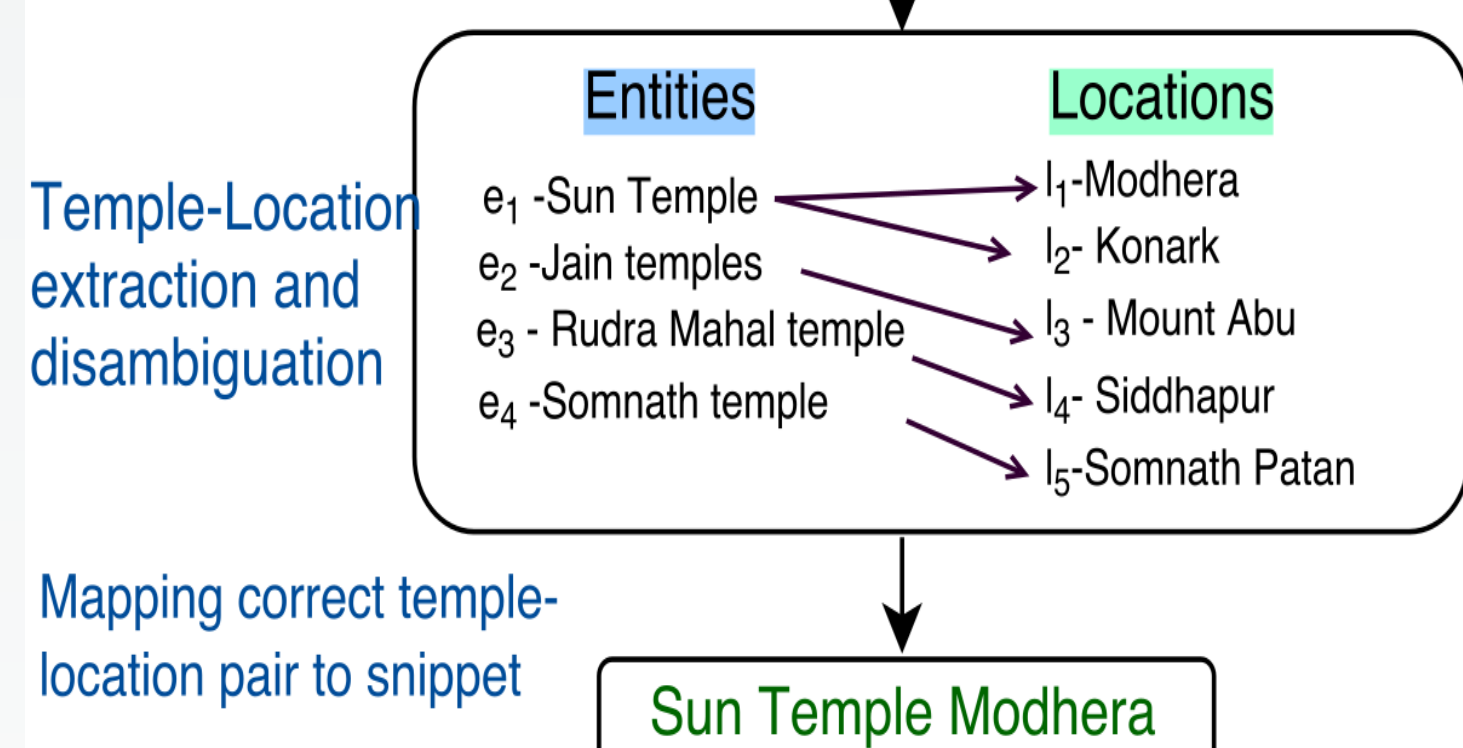 Entities
Locations
Temple-Location
extraction and
disambiguation
e₁ -Sun Temple
e₂ -Jain temples
e₃ - Rudra Mahal temple
e₄ -Somnath temple
l₁-Modhera
l₂- Konark
l₃ - Mount Abu
l₄- Siddhapur
l₅-Somnath Patan
Mapping correct temple-
location pair to snippet
Sun Temple Modhera